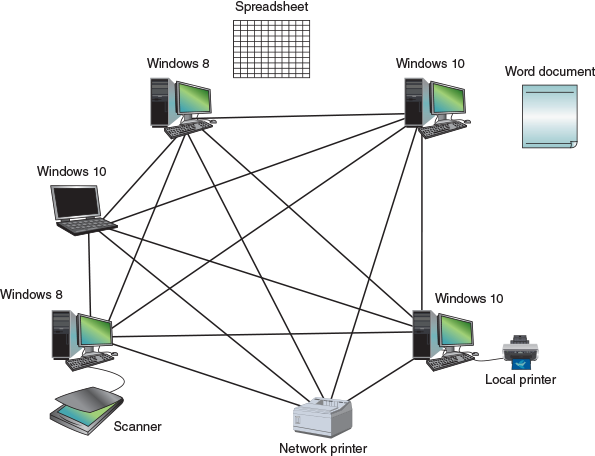 Spreadsheet
Windows 8
Windows 10
Word document
Windows 10
Windows 8
Windows 10
Local printer
Scanner
Network printer